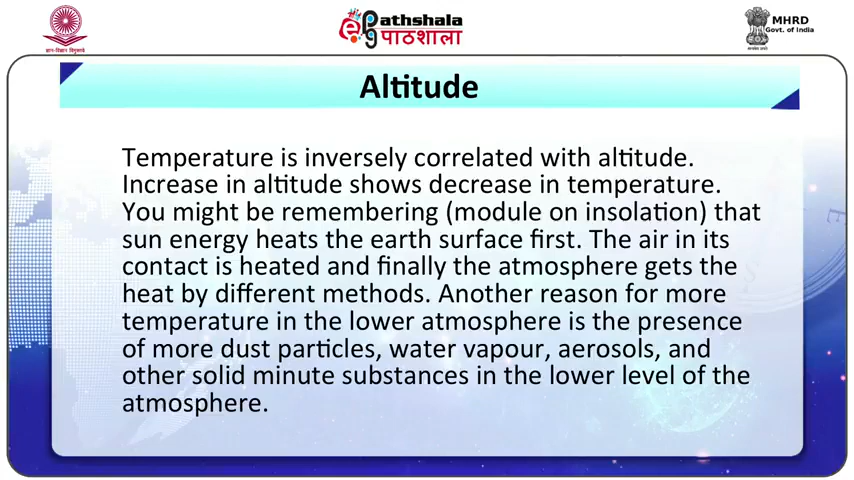 ePathshala
पाठशाला
MHRD
Govt. of India
Altitude
Temperature is inversely correlated with altitude.
Increase in altitude shows decrease in temperature.
You might be remembering (module on insolation) that
sun energy heats the earth surface first. The air in its
contact is heated and finally the atmosphere gets the
heat by different methods. Another reason for more
temperature in the lower atmosphere is the presence
of more dust particles, water vapour, aerosols, and
other solid minute substances in the lower level of the
atmosphere.